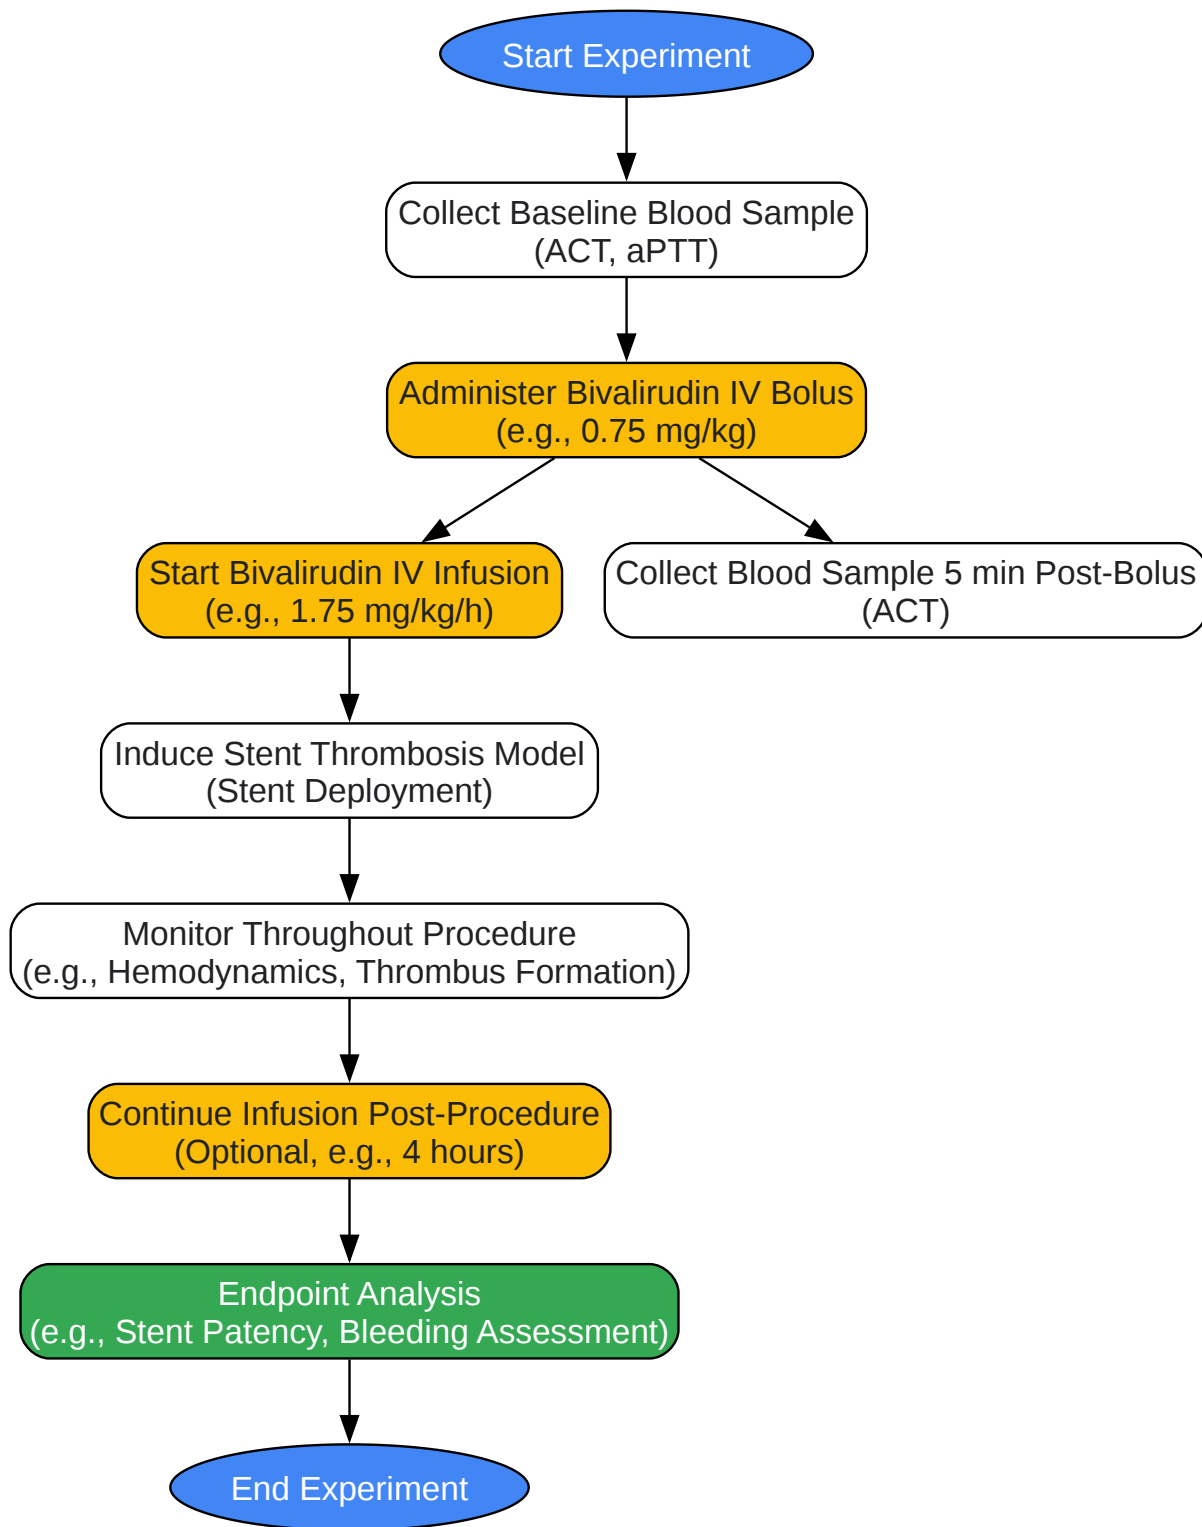 Start Experiment
Collect Baseline Blood Sample
(ACT, aPTT)
Administer Bivalirudin IV Bolus
(e.g., 0.75 mg/kg)
Start Bivalirudin IV Infusion
(e.g., 1.75 mg/kg/h)
Collect Blood Sample 5 min Post-Bolus
(ACT)
Induce Stent Thrombosis Model
(Stent Deployment)
Monitor Throughout Procedure
(e.g., Hemodynamics, Thrombus Formation)
Continue Infusion Post-Procedure
(Optional, e.g., 4 hours)
Endpoint Analysis
(e.g., Stent Patency, Bleeding Assessment)
End Experiment